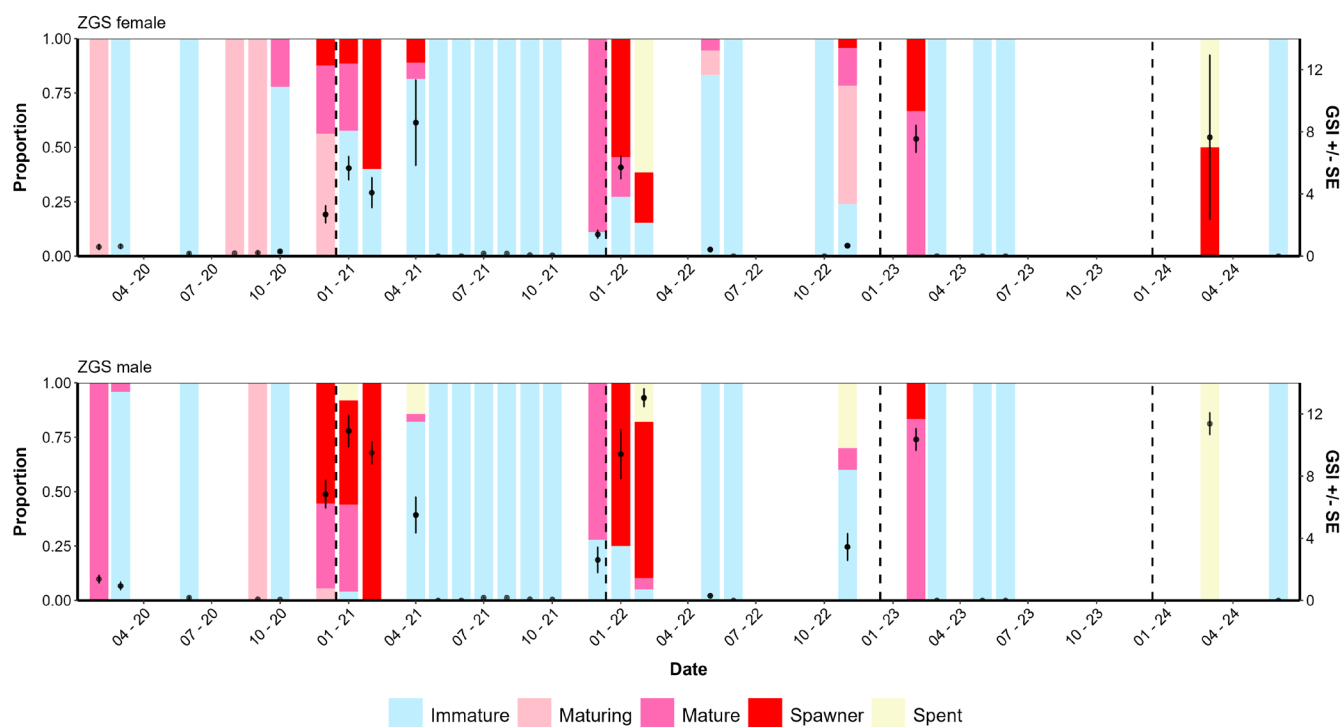 ZGS female
1.00
0.75
0.50
0.25
0.00
Proportion
12
8
4
0
GSI +/- SE
04 - 20
07 - 20
10 - 20
01 - 21
04 - 21
07 - 21
10 - 21
01 - 22
04 - 22
07 - 22
10 - 22
01 - 23
04 - 23
07 - 23
10 - 23
01 - 24
04 - 24
ZGS male
1.00
0.75
0.50
0.25
0.00
Proportion
12
8
4
0
GSI +/- SE
04 - 20
07 - 20
10 - 20
01 - 21
04 - 21
07 - 21
10 - 21
01 - 22
04 - 22
07 - 22
10 - 22
01 - 23
04 - 23
07 - 23
10 - 23
01 - 24
04 - 24
Date
Immature Maturing Mature Spawner Spent